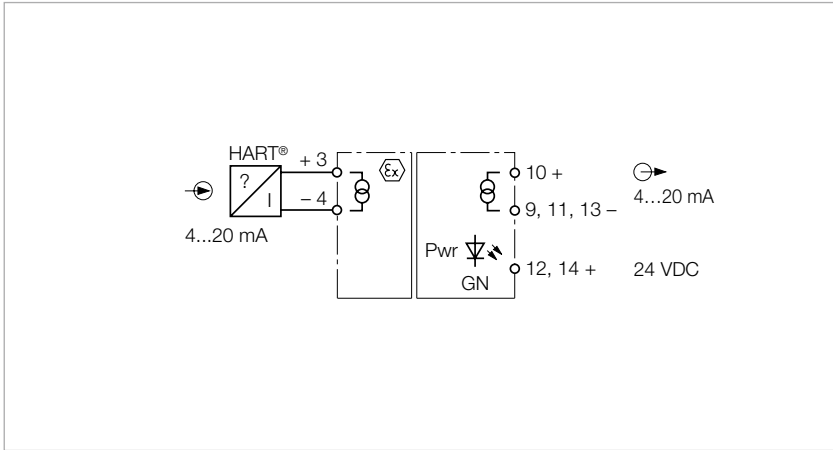 HART®
+ 3
?
I
– 4
4...20 mA
Ex
10 +
9, 11, 13 –
4...20 mA
Pwr
GN
12, 14 +
24 VDC